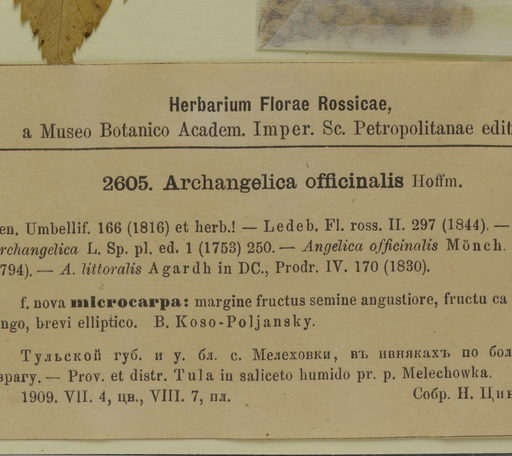 Herbarium Florae Rossicae,
a Museo Botanico Academ. Imper. Sc. Petropolitanae edit
2605. Archangelica officinalis Hoffm.
en. Umbellif. 166 (1816) et herb.! — Ledeb. Fl. ross. II. 297 (1844). —
rchangelica L. Sp. pl. ed. 1 (1753) 250. — Angelica officinalis Mönch.
794). — A. littoralis Agardh in DC., Prodr. IV. 170 (1830).
f. nova microcarpa: margine fructus semine angustiore, fructu ca
ngo, brevi elliptico. B. Koso-Poljansky.
Тульской губ. и у. бл. с. Мелеховки, въ ивнякахъ по бол
врагу. — Prov. et distr. Tula in saliceto humido pr. p. Melechowka.
1909. VII. 4, цв., VIII. 7, пл. Собр. Н. Цин